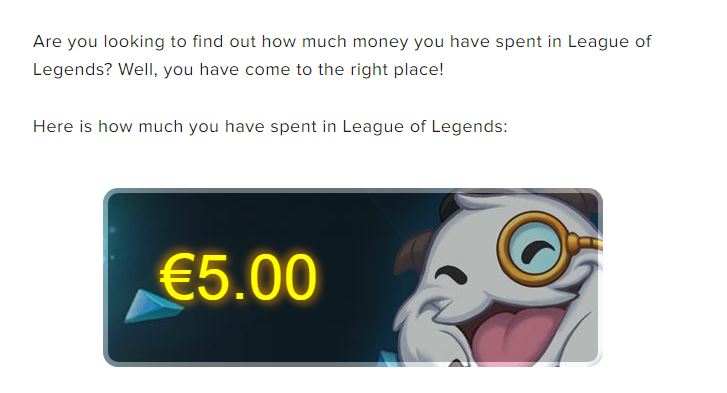 Are you looking to find out how much money you have spent in League of
Legends? Well, you have come to the right place!
Here is how much you have spent in League of Legends:
€5.00